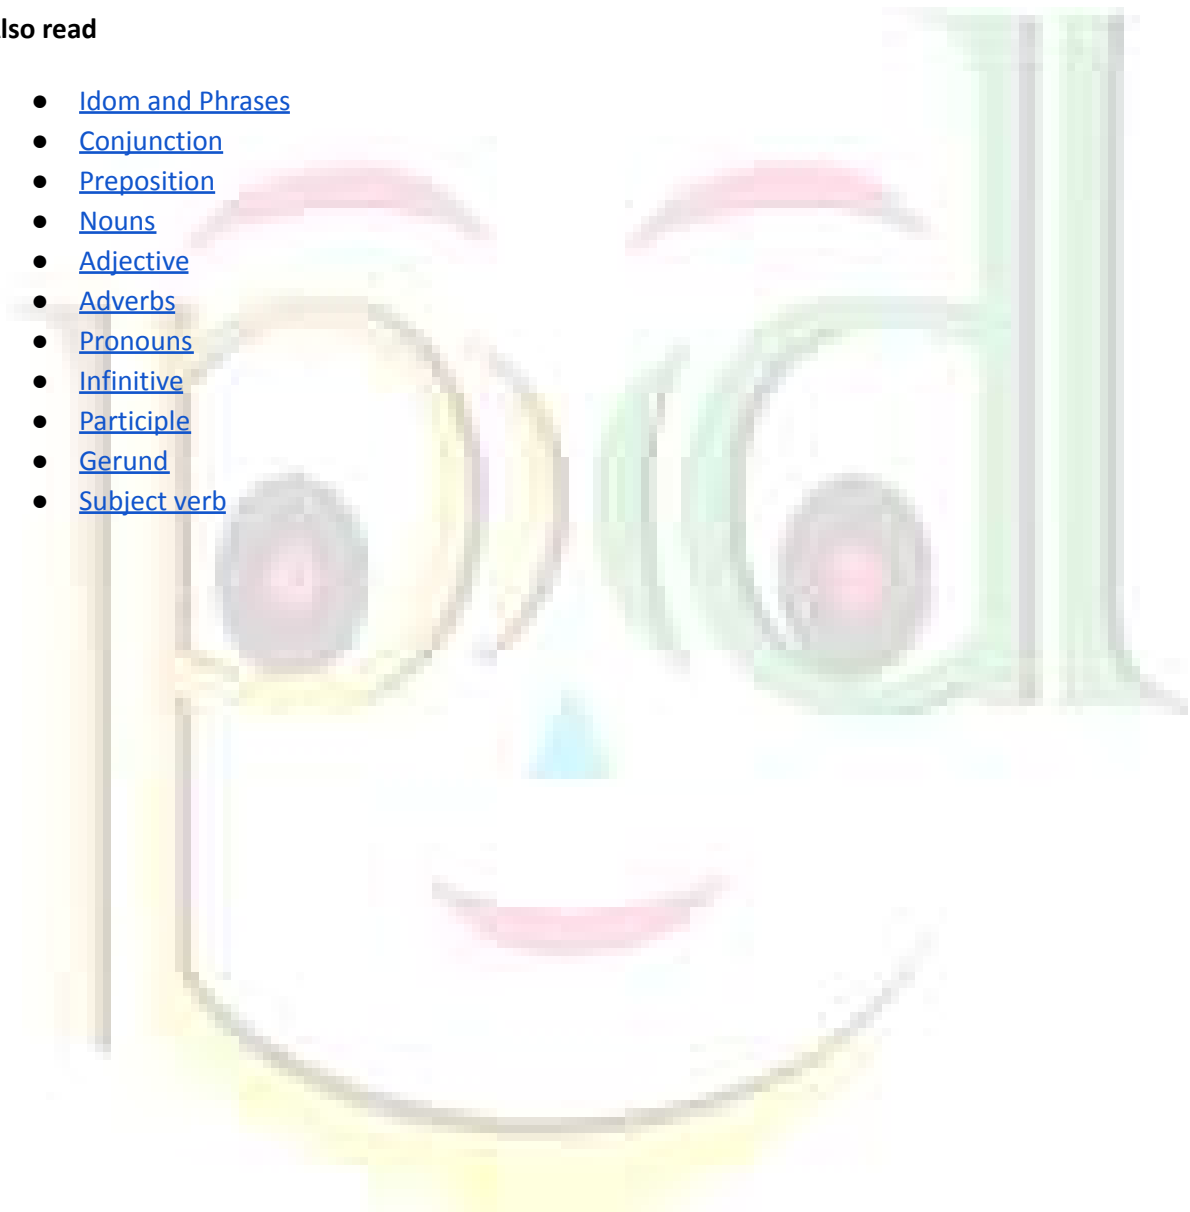 lso read
● Idom and Phrases
● Conjunction
● Preposition
● Nouns
● Adjective
● Adverbs
● Pronouns
● Infinitive
● Participle
● Gerund
● Subject verb